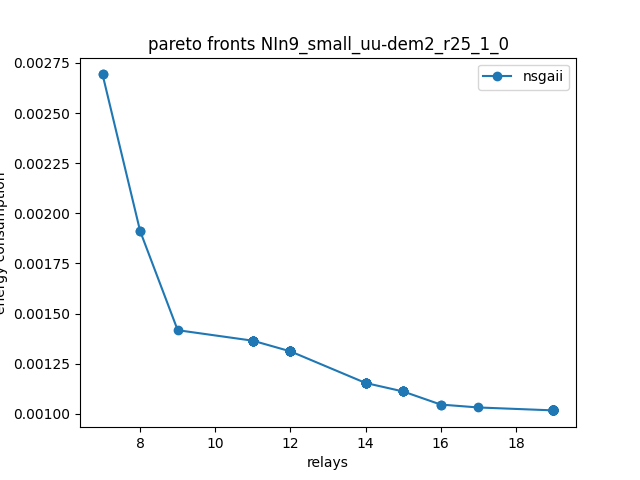 pareto fronts NIn9_small_uu-dem2_r25_1_0
nsgaii
0.00275
0.00250
0.00225
0.00200
0.00175
0.00150
0.00125
0.00100
energy consumption
8 10 12 14 16 18
relays